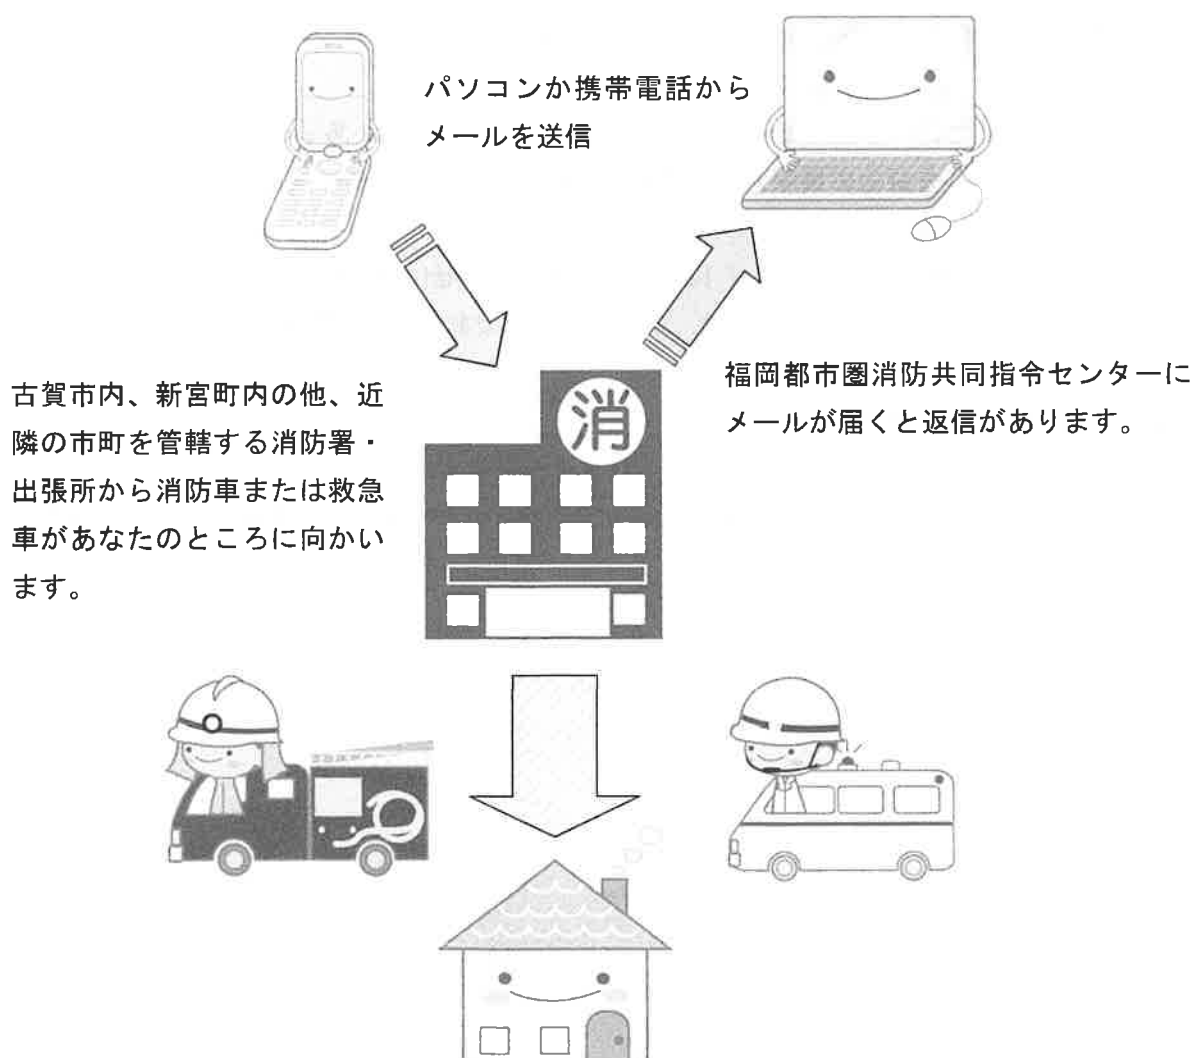 パソコンか携帯電話から
メールを送信
福岡都市圏消防共同指令センターに
メールが届くと返信があります。
古賀市内、新宮町内の他、近
隣の市町を管轄する消防署・
出張所から消防車または救急
車があなたのところに向かい
ます。
消